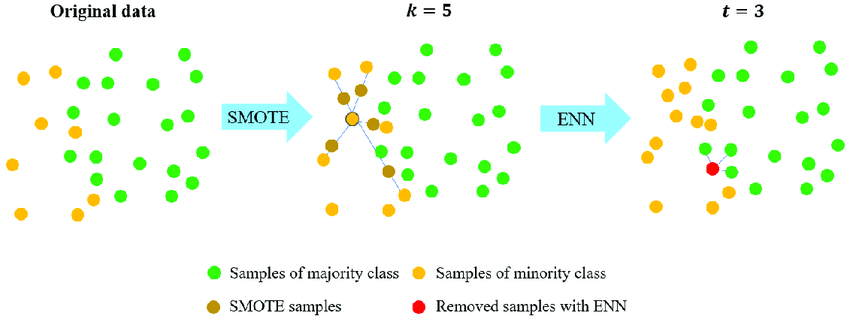 Original data
k = 5
t = 3
SMOTE
ENN
Samples of majority class
Samples of minority class
SMOTE samples
Removed samples with ENN